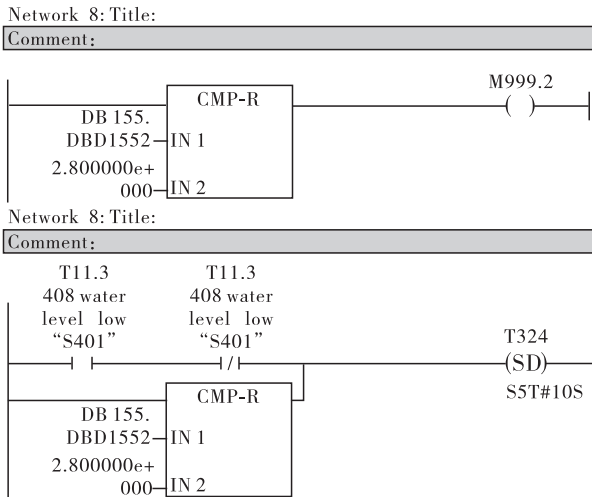 Network 8: Title:
Comment:
M999.2
( )
CMP-R
DB 155.
DBD1552 IN 1
2.800000e+
000 IN 2
Network 8: Title:
Comment:
T11.3 T11.3
408 water 408 water
level low level low
“S401” “S401” T324
(SD)
CMP-R S5T#10S
DB 155.
DBD1552 IN 1
2.800000e+
000 IN 2